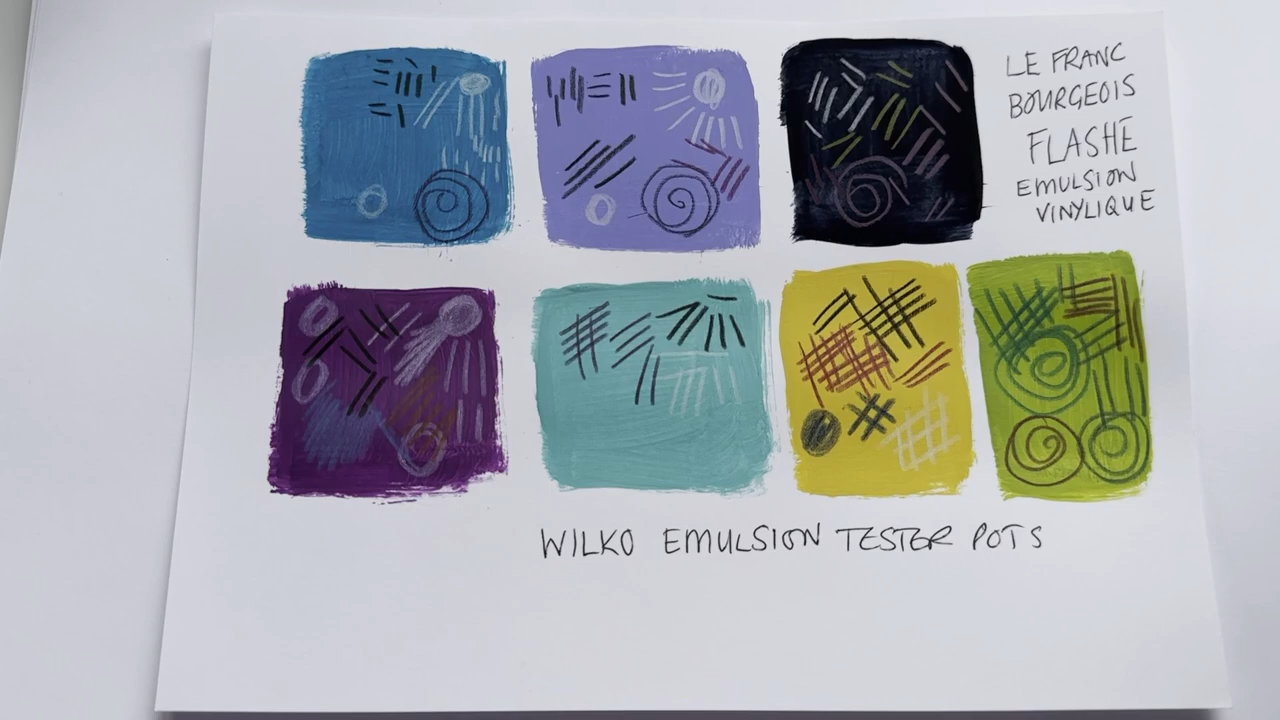 LE FRANC
BOURGEOIS
FLASHE
EMULSION
VINYLIQUE
WILKO EMULSION TESTER POTS